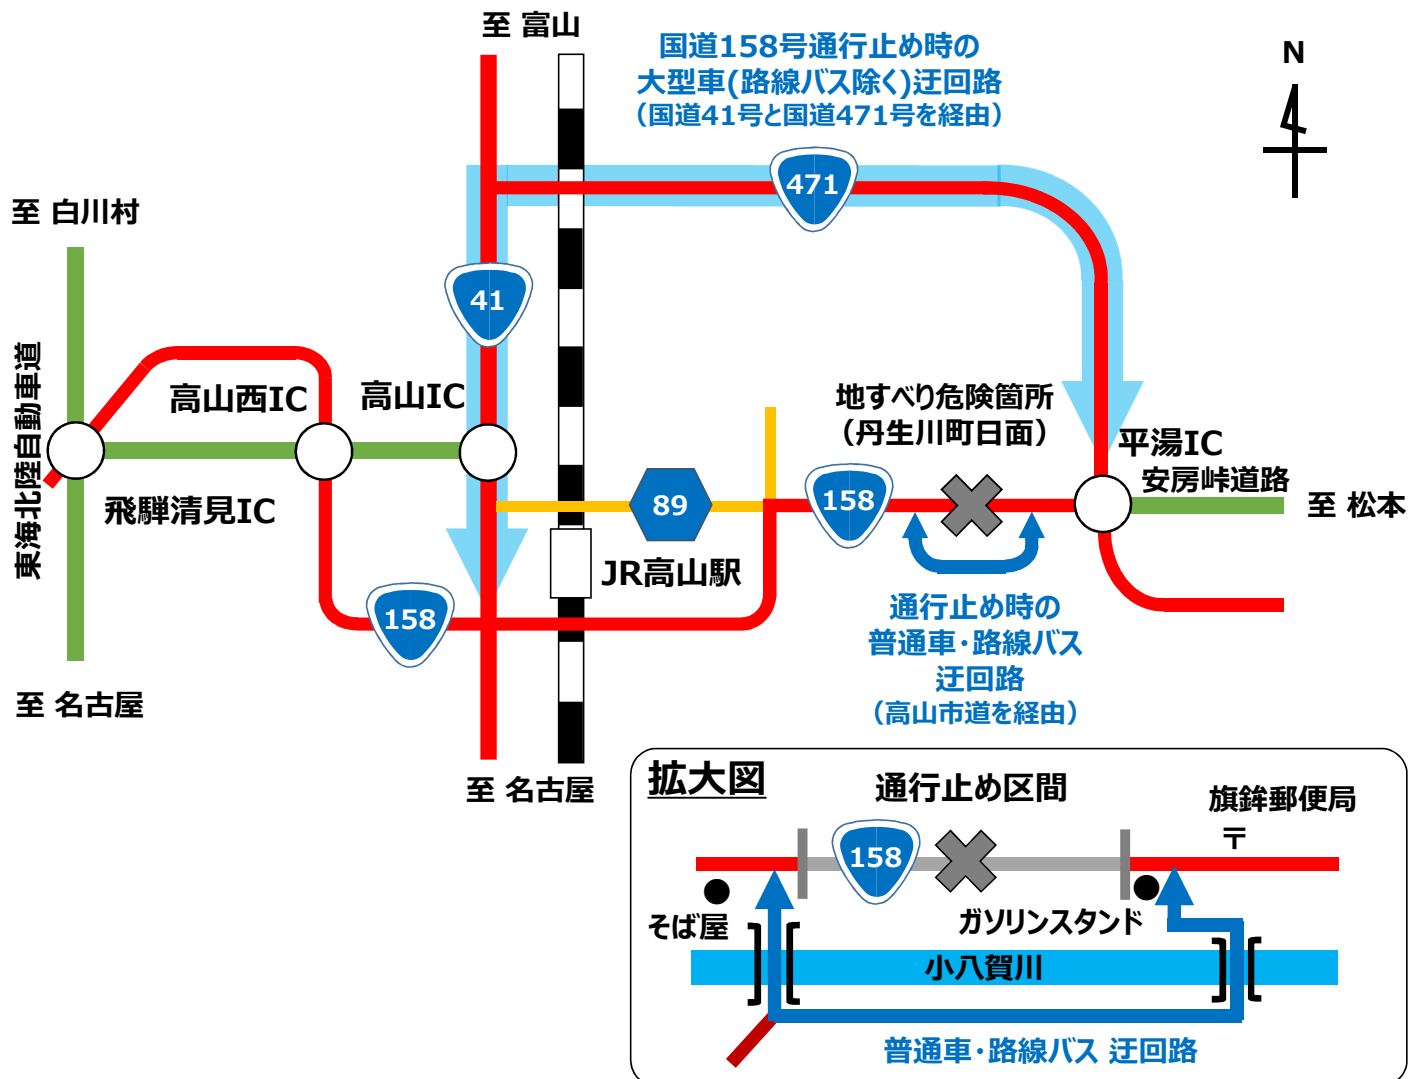 至 富山
国道158号通行止め時の
大型車(路線バス除く)迂回路
（国道41号と国道471号を経由）
N
471
至 白川村
41
東海北陸自動車道
高山西IC
高山IC
地すべり危険箇所
（丹生川町日面）
平湯IC
安房峠道路
飛騨清見IC
89
158
至 松本
JR高山駅
158
通行止め時の
普通車・路線バス
迂回路
（高山市道を経由）
至 名古屋
至 名古屋
拡大図
通行止め区間
旗鉾郵便局
〒
158
そば屋
ガソリンスタンド
小八賀川
普通車・路線バス 迂回路